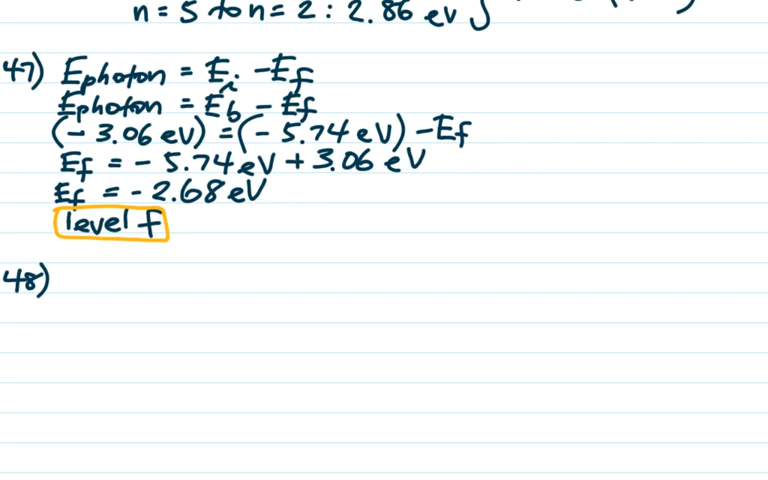 n = 5 to n = 2 : 2.86 eV }
47) Ephoton = Ei - Ef
Ephoton = Eb - Ef
(- 3.06 eV) = (- 5.74 eV) - Ef
Ef = - 5.74 eV + 3.06 eV
Ef = - 2.68 eV
level f
48)